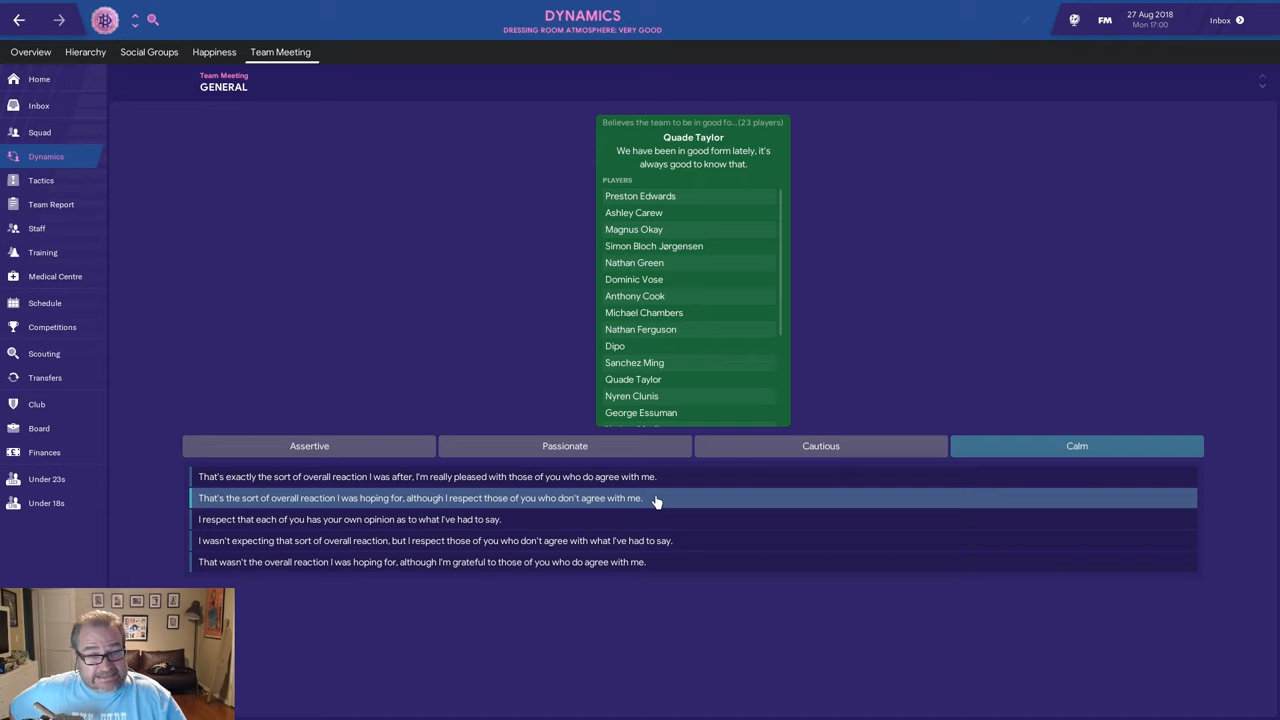 DYNAMICS
DRESSING ROOM ATMOSPHERE: VERY GOOD
FM
27 Aug 2018
Mon 17:00
Inbox
Overview
Hierarchy
Social Groups
Happiness
Team Meeting
Team Meeting
GENERAL
Home
Inbox
Squad
Dynamics
Tactics
Team Report
Staff
Training
Medical Centre
Schedule
Competitions
Scouting
Transfers
Club
Board
Finances
Under 23s
Under 18s
Believes the team to be in good fo...(23 players)
Quade Taylor
We have been in good form lately, it's
always good to know that.
PLAYERS
Preston Edwards
Ashley Carew
Magnus Okay
Simon Bloch Jørgensen
Nathan Green
Dominic Vose
Anthony Cook
Michael Chambers
Nathan Ferguson
Dipo
Sanchez Ming
Quade Taylor
Nyren Clunis
George Essuman
Assertive
Passionate
Cautious
Calm
That's exactly the sort of overall reaction I was after, I'm really pleased with those of you who do agree with me.
That's the sort of overall reaction I was hoping for, although I respect those of you who don't agree with me.
I respect that each of you has your own opinion as to what I've had to say.
I wasn't expecting that sort of overall reaction, but I respect those of you who don't agree with what I've had to say.
That wasn't the overall reaction I was hoping for, although I'm grateful to those of you who do agree with me.